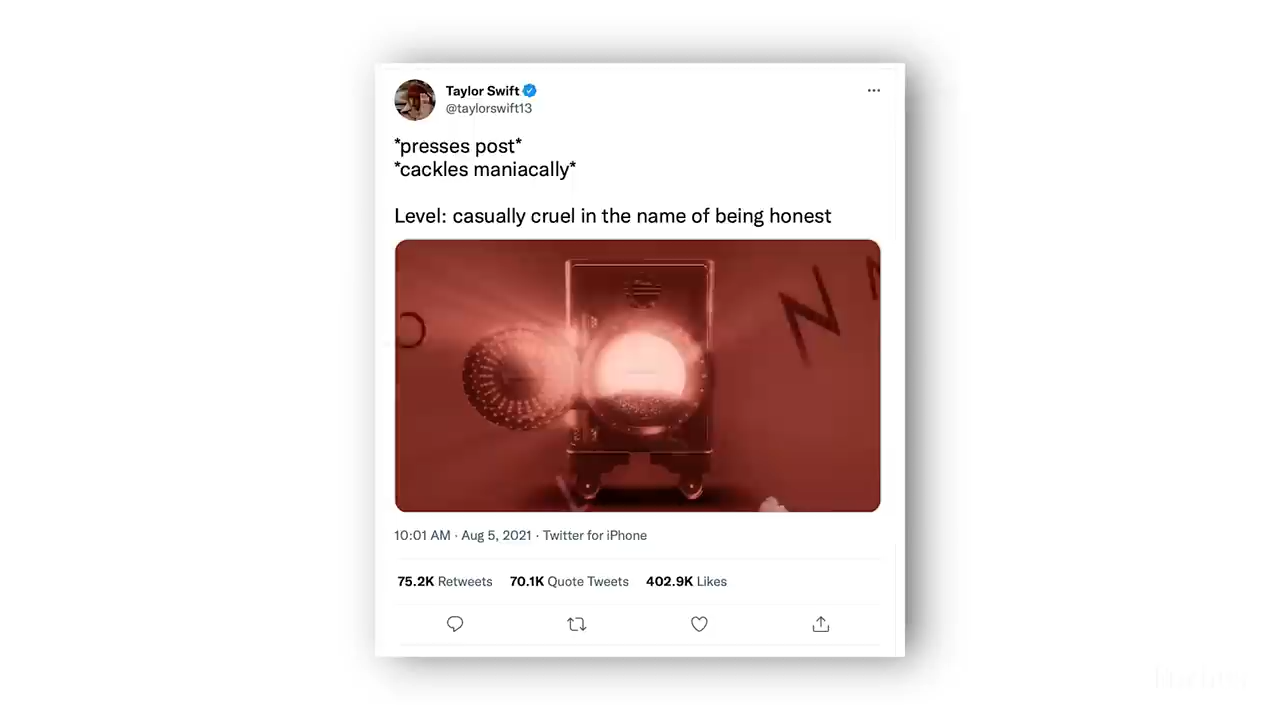 Taylor Swift
@taylorswift13
*presses post*
*cackles maniacally*
Level: casually cruel in the name of being honest
O
N
10:01 AM · Aug 5, 2021 · Twitter for iPhone
75.2K Retweets 70.1K Quote Tweets 402.9K Likes